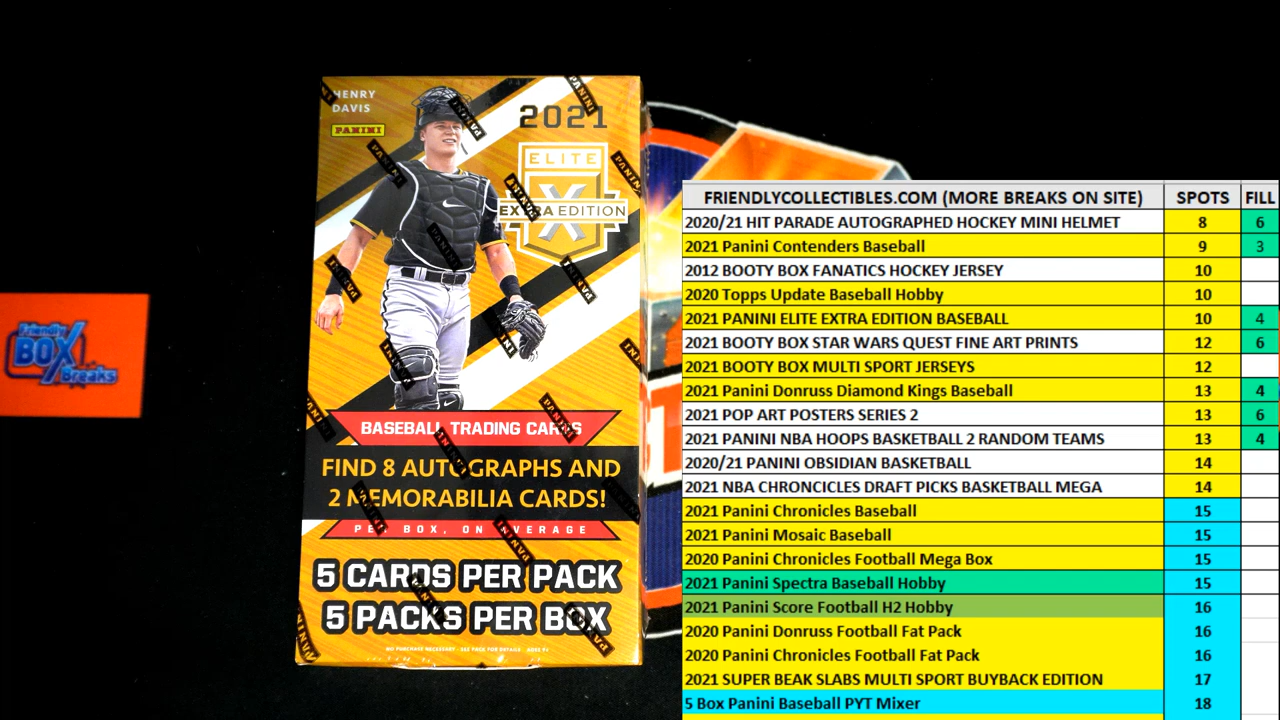 HENRY
DAVIS
PANINI
2021
ELITE
X
EXTRA EDITION
BASEBALL TRADING CARDS
FIND 8 AUTOGRAPHS AND
2 MEMORABILIA CARDS!
PER BOX, ON AVERAGE
5 CARDS PER PACK
5 PACKS PER BOX
NO PURCHASE NECESSARY - SEE PACK FOR DETAILS
Friendly
BOX
Breaks
FRIENDLYCOLLECTIBLES.COM (MORE BREAKS ON SITE) SPOTS FILL
2020/21 HIT PARADE AUTOGRAPHED HOCKEY MINI HELMET 8 6
2021 Panini Contenders Baseball 9 3
2012 BOOTY BOX FANATICS HOCKEY JERSEY 10
2020 Topps Update Baseball Hobby 10
2021 PANINI ELITE EXTRA EDITION BASEBALL 10 4
2021 BOOTY BOX STAR WARS QUEST FINE ART PRINTS 12 6
2021 BOOTY BOX MULTI SPORT JERSEYS 12
2021 Panini Donruss Diamond Kings Baseball 13 4
2021 POP ART POSTERS SERIES 2 13 6
2021 PANINI NBA HOOPS BASKETBALL 2 RANDOM TEAMS 13 4
2020/21 PANINI OBSIDIAN BASKETBALL 14
2021 NBA CHRONCICLES DRAFT PICKS BASKETBALL MEGA 14
2021 Panini Chronicles Baseball 15
2021 Panini Mosaic Baseball 15
2020 Panini Chronicles Football Mega Box 15
2021 Panini Spectra Baseball Hobby 15
2021 Panini Score Football H2 Hobby 16
2020 Panini Donruss Football Fat Pack 16
2020 Panini Chronicles Football Fat Pack 16
2021 SUPER BEAK SLABS MULTI SPORT BUYBACK EDITION 17
5 Box Panini Baseball PYT Mixer 18